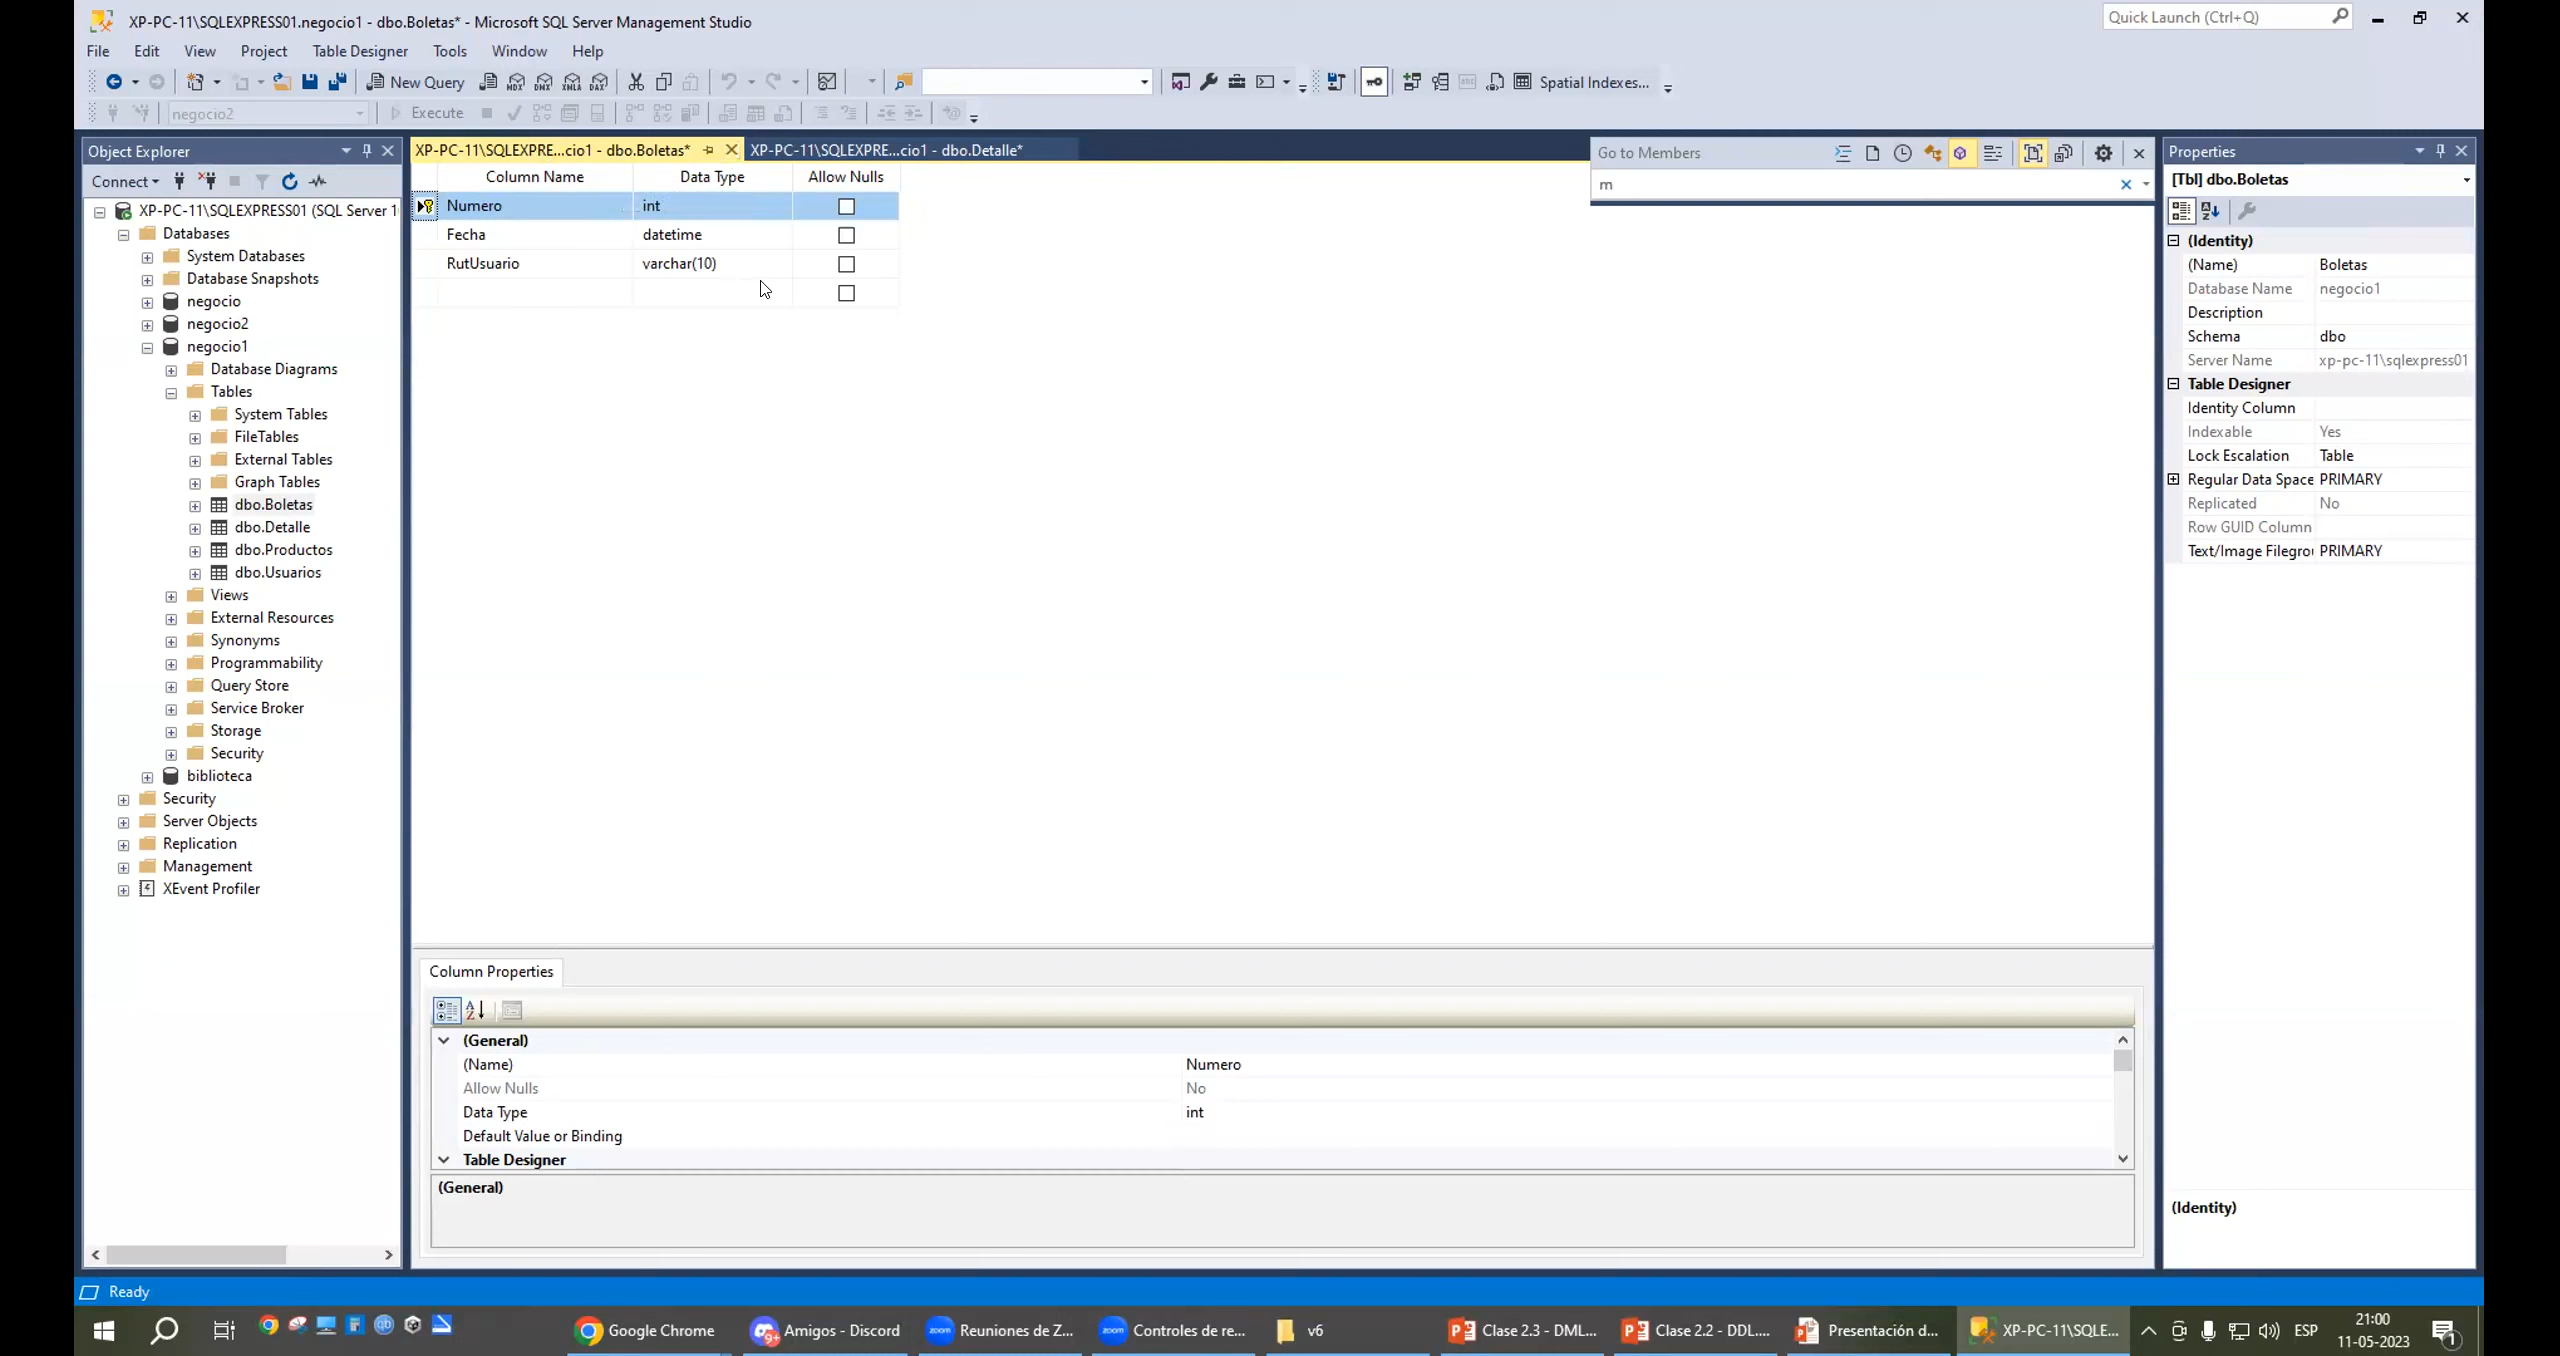 XP-PC-11\SQLEXPRESS01.negocio1 - dbo.Boletas* - Microsoft SQL Server Management Studio
Quick Launch (Ctrl+Q)
File Edit View Project Table Designer Tools Window Help
New Query
Spatial Indexes...
negocio2
Execute
Object Explorer
Connect
XP-PC-11\SQLEXPRESS01 (SQL Server 1
Databases
System Databases
Database Snapshots
negocio
negocio2
negocio1
Database Diagrams
Tables
System Tables
FileTables
External Tables
Graph Tables
dbo.Boletas
dbo.Detalle
dbo.Productos
dbo.Usuarios
Views
External Resources
Synonyms
Programmability
Query Store
Service Broker
Storage
Security
biblioteca
Security
Server Objects
Replication
Management
XEvent Profiler
XP-PC-11\SQLEXPRE...cio1 - dbo.Boletas*
XP-PC-11\SQLEXPRE...cio1 - dbo.Detalle*
Column Name Data Type Allow Nulls
Numero int
Fecha datetime
RutUsuario varchar(10)
Go to Members
m
Column Properties
(General)
(Name) Numero
Allow Nulls No
Data Type int
Default Value or Binding
Table Designer
(General)
Properties
[Tbl] dbo.Boletas
(Identity)
(Name) Boletas
Database Name negocio1
Description
Schema dbo
Server Name xp-pc-11\sqlexpress01
Table Designer
Identity Column
Indexable Yes
Lock Escalation Table
Regular Data Space PRIMARY
Replicated No
Row GUID Column
Text/Image Filegro PRIMARY
(Identity)
Ready
Google Chrome
Amigos - Discord
Reuniones de Z...
Controles de re...
v6
Clase 2.3 - DML...
Clase 2.2 - DDL....
Presentación d...
XP-PC-11\SQLE...
ESP
21:00
11-05-2023